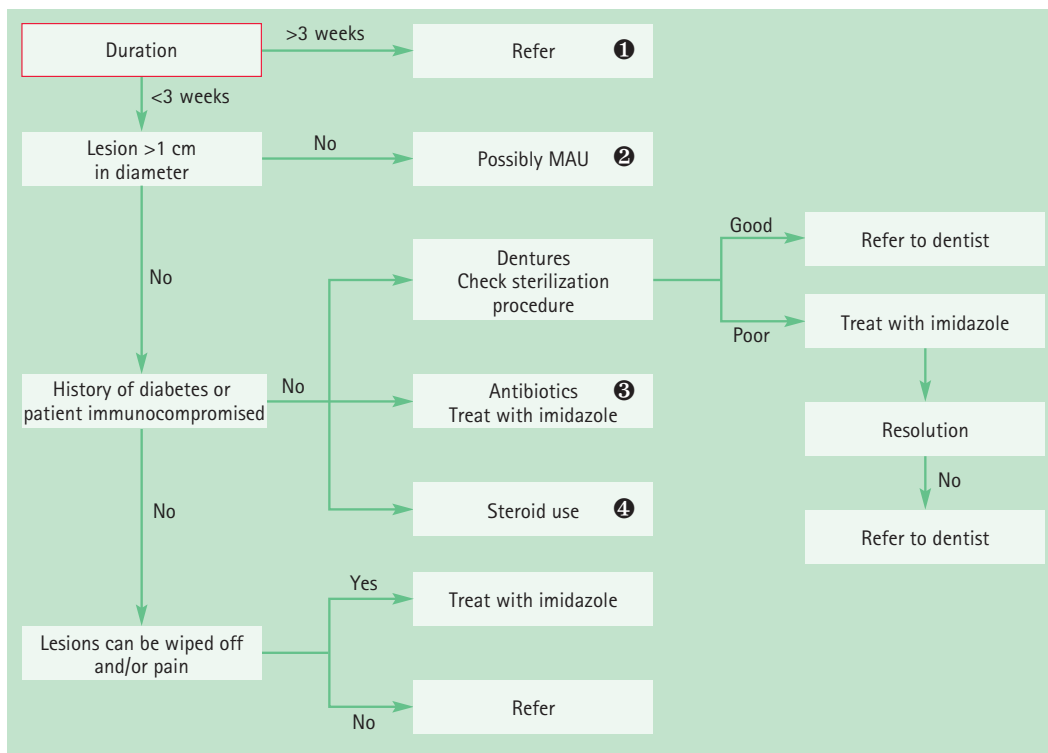 Duration
>3 weeks
Refer
❶
<3 weeks
Lesion >1 cm
in diameter
No
Possibly MAU
❷
No
Dentures
Check sterilization
procedure
Good
Refer to dentist
Poor
Treat with imidazole
History of diabetes or
patient immunocompromised
No
Antibiotics
Treat with imidazole
❸
Resolution
No
Steroid use
❹
No
Refer to dentist
Lesions can be wiped off
and/or pain
Yes
Treat with imidazole
No
Refer